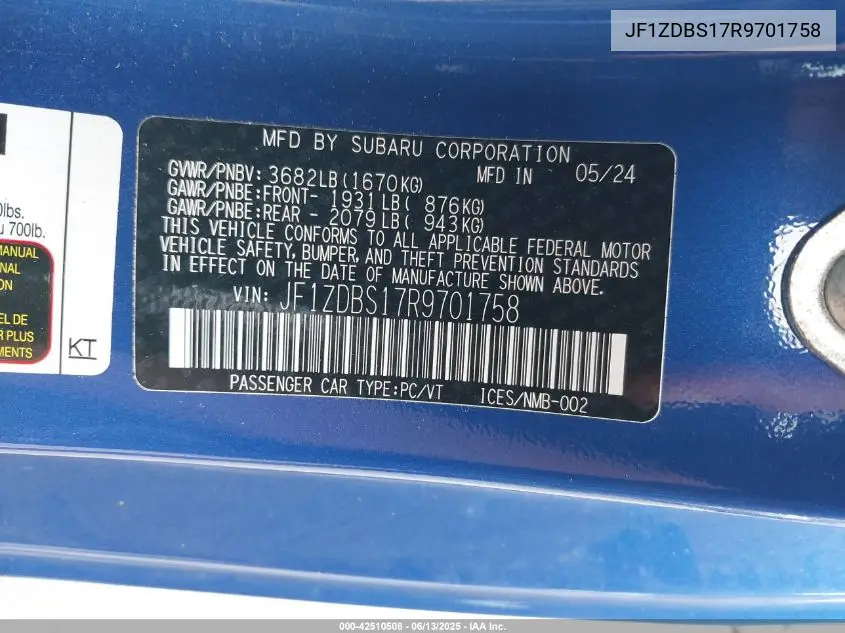 JF1ZDBS17R9701758
MFD BY SUBARU CORPORATION
GVWR/PNBV: 3682LB(1670KG) MFD IN 05/24
GAWR/PNBE:FRONT- 1931LB( 876KG)
GAWR/PNBE:REAR - 2079LB( 943KG)
THIS VEHICLE CONFORMS TO ALL APPLICABLE FEDERAL MOTOR
VEHICLE SAFETY, BUMPER, AND THEFT PREVENTION STANDARDS
IN EFFECT ON THE DATE OF MANUFACTURE SHOWN ABOVE.
VIN: JF1ZDBS17R9701758
PASSENGER CAR TYPE:PC/VT ICES/NMB-002
lbs.
700lb.
MANUAL
EL DE
R PLUS
MENTS
KT
000-42510508 - 06/13/2025 - IAA Inc.